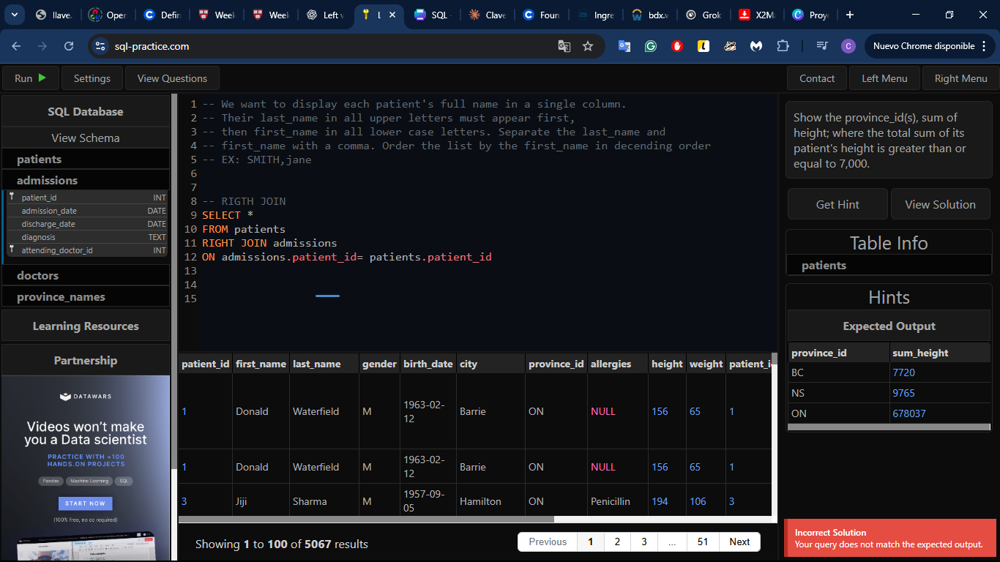 llave
Oper
Defin
Week
Week
Left v
L
SQL
Clave
Foun
Ingre
bdx.v
Grok
X2M
Proye
sql-practice.com
Nuevo Chrome disponible
Run
Settings
View Questions
Contact
Left Menu
Right Menu
SQL Database
View Schema
patients
admissions
patient_id INT
admission_date DATE
discharge_date DATE
diagnosis TEXT
attending_doctor_id INT
doctors
province_names
Learning Resources
Partnership
DATAWARS
Videos won't make
you a Data scientist
PRACTICE WITH +100
HANDS.ON PROJECTS
Pandas Machine Learning SQL
START NOW
(100% free, no cc required)
1 -- We want to display each patient's full name in a single column.
2 -- Their last_name in all upper letters must appear first,
3 -- then first_name in all lower case letters. Separate the last_name and
4 -- first_name with a comma. Order the list by the first_name in decending order
5 -- EX: SMITH,jane
6
7
8 -- RIGTH JOIN
9 SELECT *
10 FROM patients
11 RIGHT JOIN admissions
12 ON admissions.patient_id= patients.patient_id
13
14
15
patient_id first_name last_name gender birth_date city province_id allergies height weight patient_i
1 Donald Waterfield M 1963-02-12 Barrie ON NULL 156 65 1
1 Donald Waterfield M 1963-02-12 Barrie ON NULL 156 65 1
3 Jiji Sharma M 1957-09-05 Hamilton ON Penicillin 194 106 3
Showing 1 to 100 of 5067 results
Previous 1 2 3 ... 51 Next
Show the province_id(s), sum of
height; where the total sum of its
patient's height is greater than or
equal to 7,000.
Get Hint
View Solution
Table Info
patients
Hints
Expected Output
province_id sum_height
BC 7720
NS 9765
ON 678037
Incorrect Solution
Your query does not match the expected output.